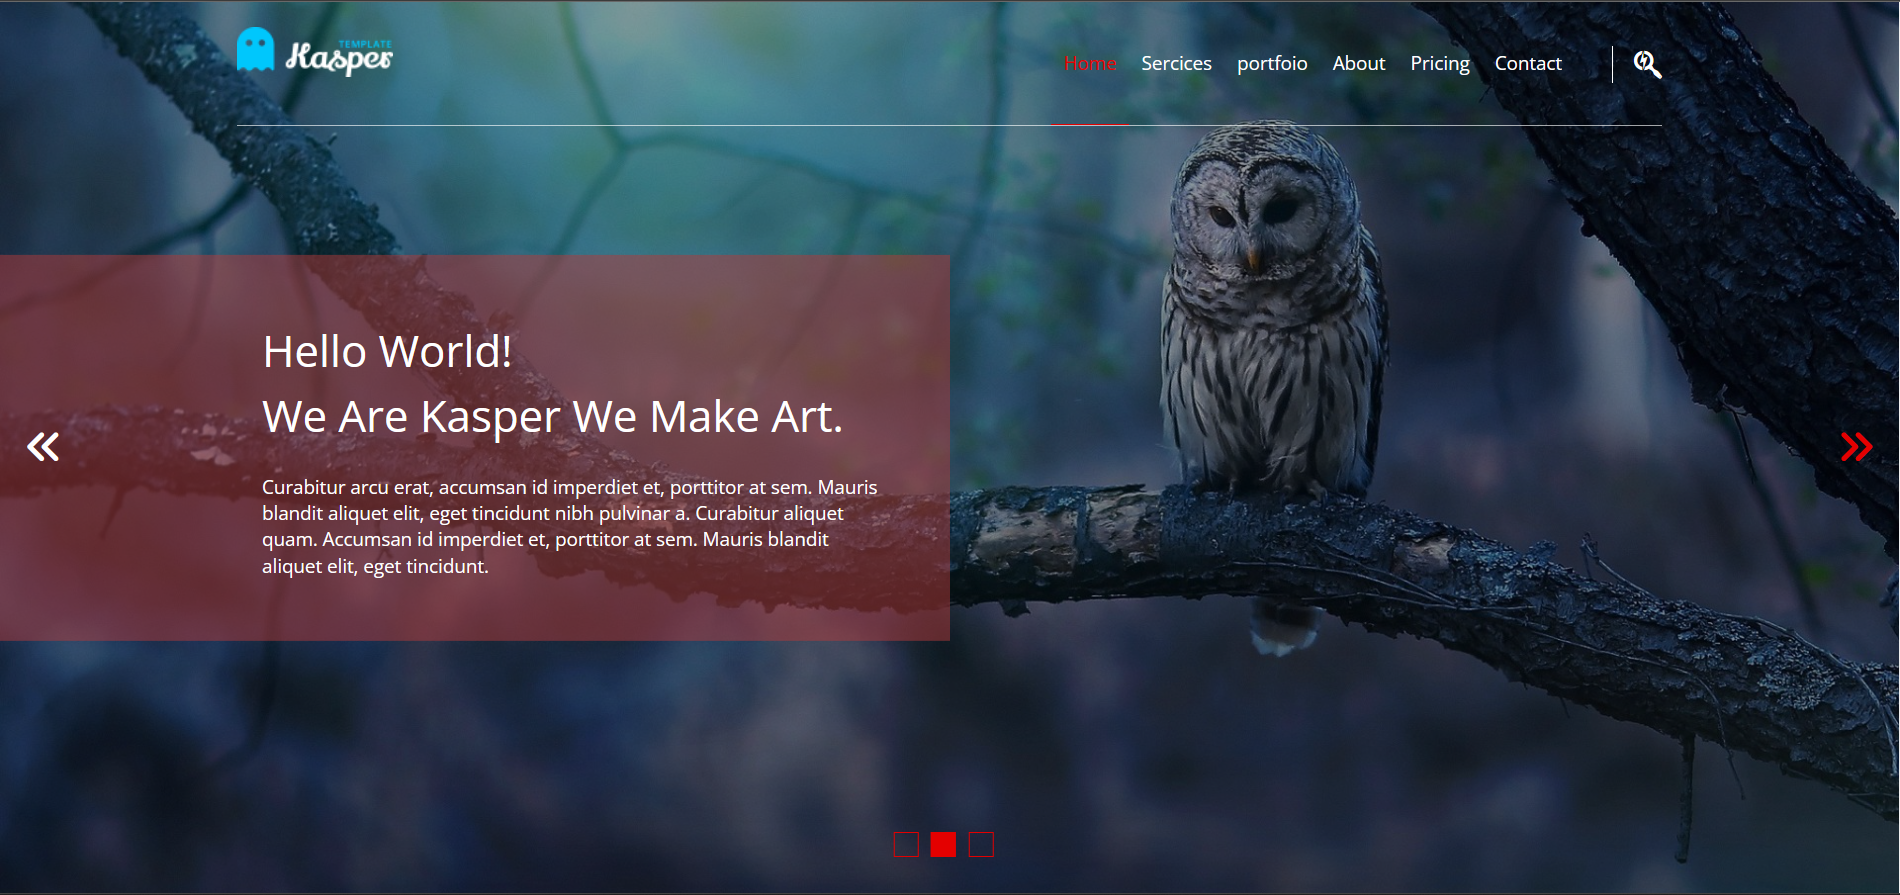 TEMPLATE
Kasper
Home Sercices portfoio About Pricing Contact
Hello World!
We Are Kasper We Make Art.
Curabitur arcu erat, accumsan id imperdiet et, porttitor at sem. Mauris
blandit aliquet elit, eget tincidunt nibh pulvinar a. Curabitur aliquet
quam. Accumsan id imperdiet et, porttitor at sem. Mauris blandit
aliquet elit, eget tincidunt.